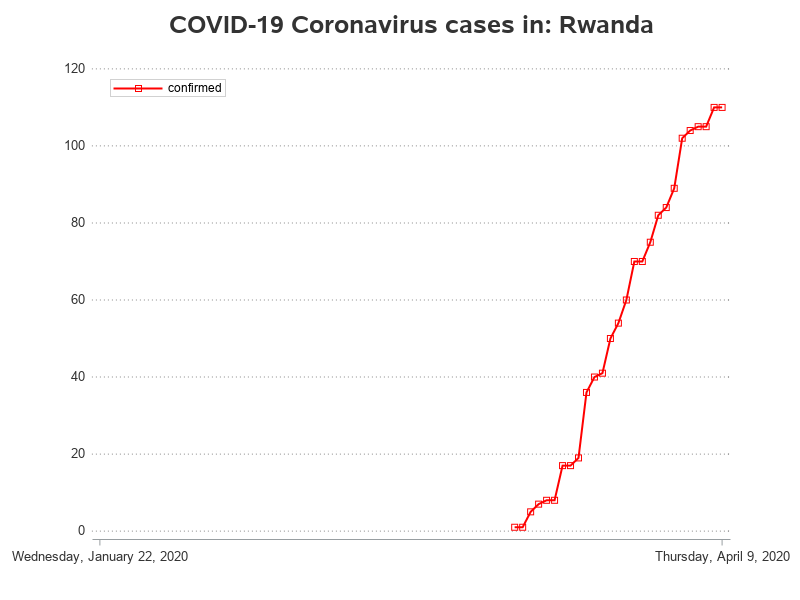 COVID-19 Coronavirus cases in: Rwanda
120
confirmed
100
80
60
40
20
0
Wednesday, January 22, 2020
Thursday, April 9, 2020